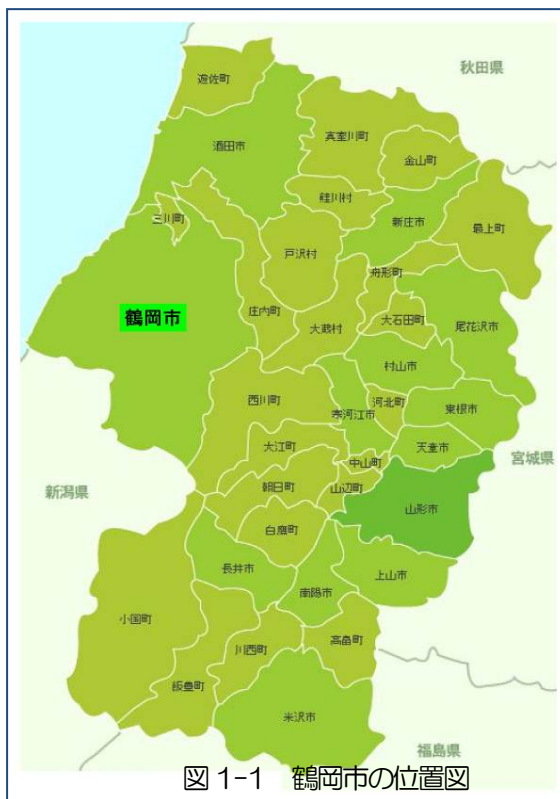 秋田県
遊佐町
真室川町
酒田市
金山町
鮭川村
三川町
新庄市
最上町
戸沢村
舟形町
庄内町
鶴岡市
大蔵村
大石田町
尾花沢市
村山市
西川町
河北町
寒河江市
東根市
大江町
天童市
中山町
宮城県
朝日町
山辺町
新潟県
山形市
白鷹町
長井市
上山市
南陽市
小国町
高畠町
川西町
飯豊町
米沢市
福島県
図 1-1 鶴岡市の位置図